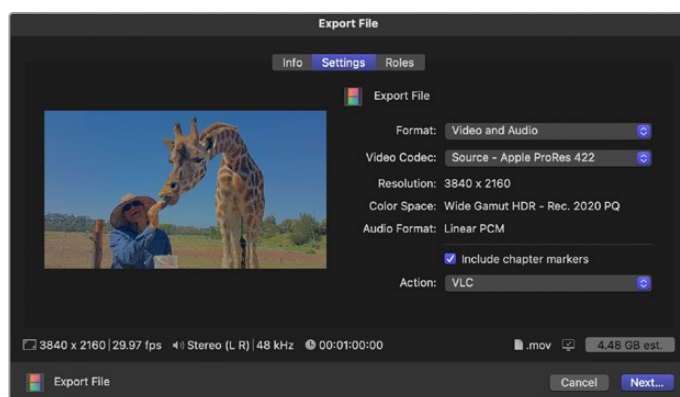 Export File
Info Settings Roles
Export File
Format: Video and Audio
Video Codec: Source - Apple ProRes 422
Resolution: 3840 x 2160
Color Space: Wide Gamut HDR - Rec. 2020 PQ
Audio Format: Linear PCM
Include chapter markers
Action: VLC
3840 x 2160 | 29.97 fps Stereo (L R) | 48 kHz 00:01:00:00 .mov 4.48 GB est.
Export File Cancel Next...